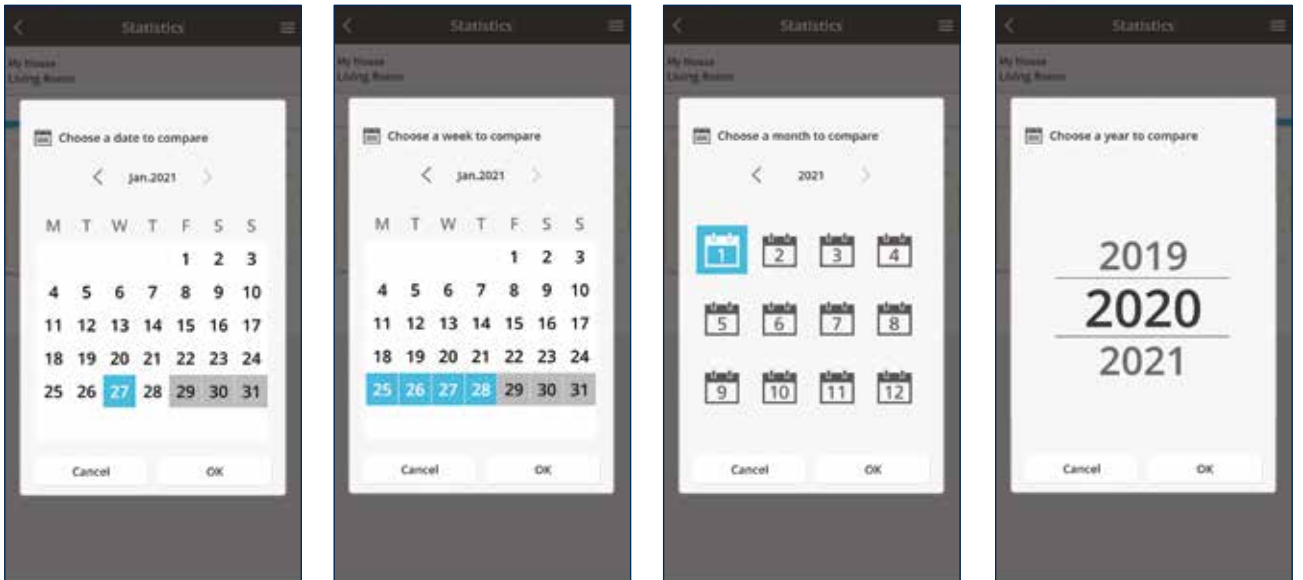 Statistics
My House
Living Room
Choose a date to compare
Jan.2021
M T W T F S S
1 2 3
4 5 6 7 8 9 10
11 12 13 14 15 16 17
18 19 20 21 22 23 24
25 26 27 28 29 30 31
Cancel OK
Statistics
My House
Living Room
Choose a week to compare
Jan.2021
M T W T F S S
1 2 3
4 5 6 7 8 9 10
11 12 13 14 15 16 17
18 19 20 21 22 23 24
25 26 27 28 29 30 31
Cancel OK
Statistics
My House
Living Room
Choose a month to compare
2021
1 2 3 4
5 6 7 8
9 10 11 12
Cancel OK
Statistics
My House
Living Room
Choose a year to compare
2019
2020
2021
Cancel OK